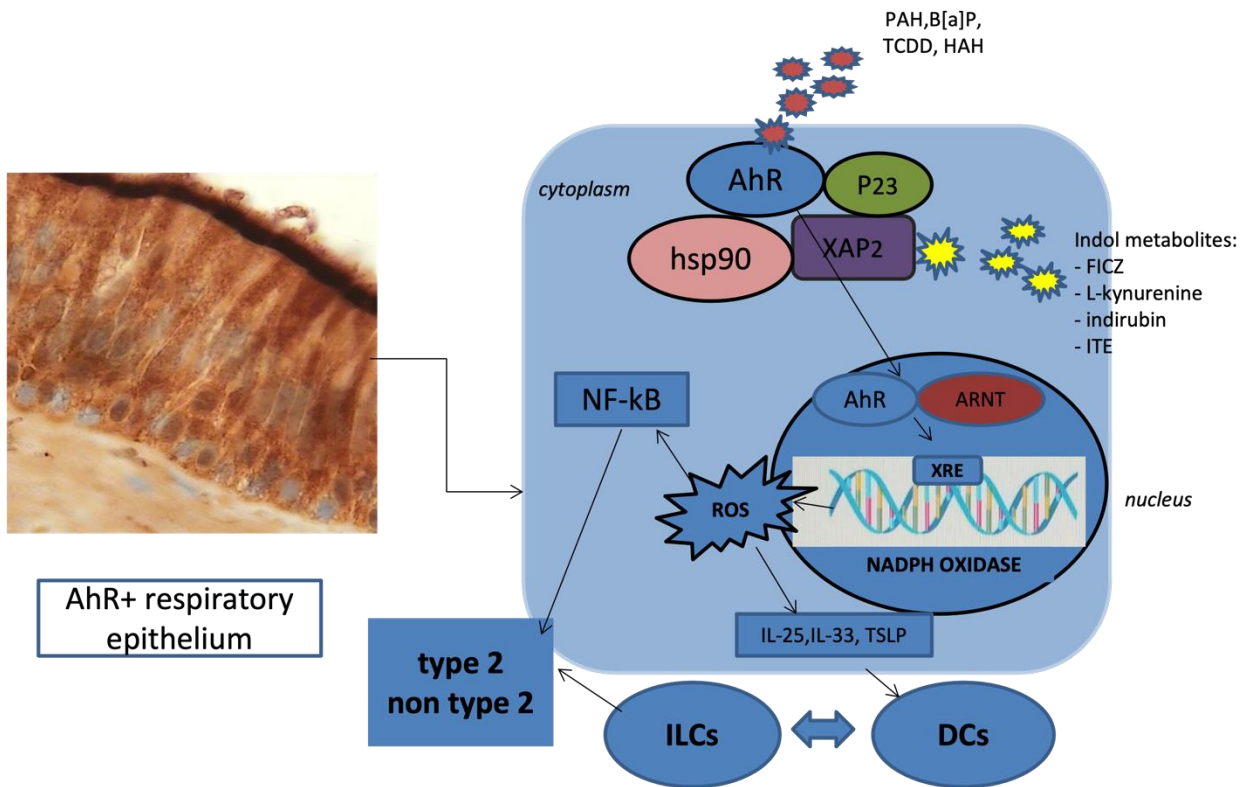 PAH,B[a]P,
TCDD, HAH
cytoplasm
AhR
P23
hsp90
XAP2
Indol metabolites:
- FICZ
- L-kynurenine
- indirubin
- ITE
NF-kB
AhR
ARNT
XRE
ROS
nucleus
NADPH OXIDASE
AhR+ respiratory
epithelium
IL-25,IL-33, TSLP
type 2
non type 2
ILCs
DCs